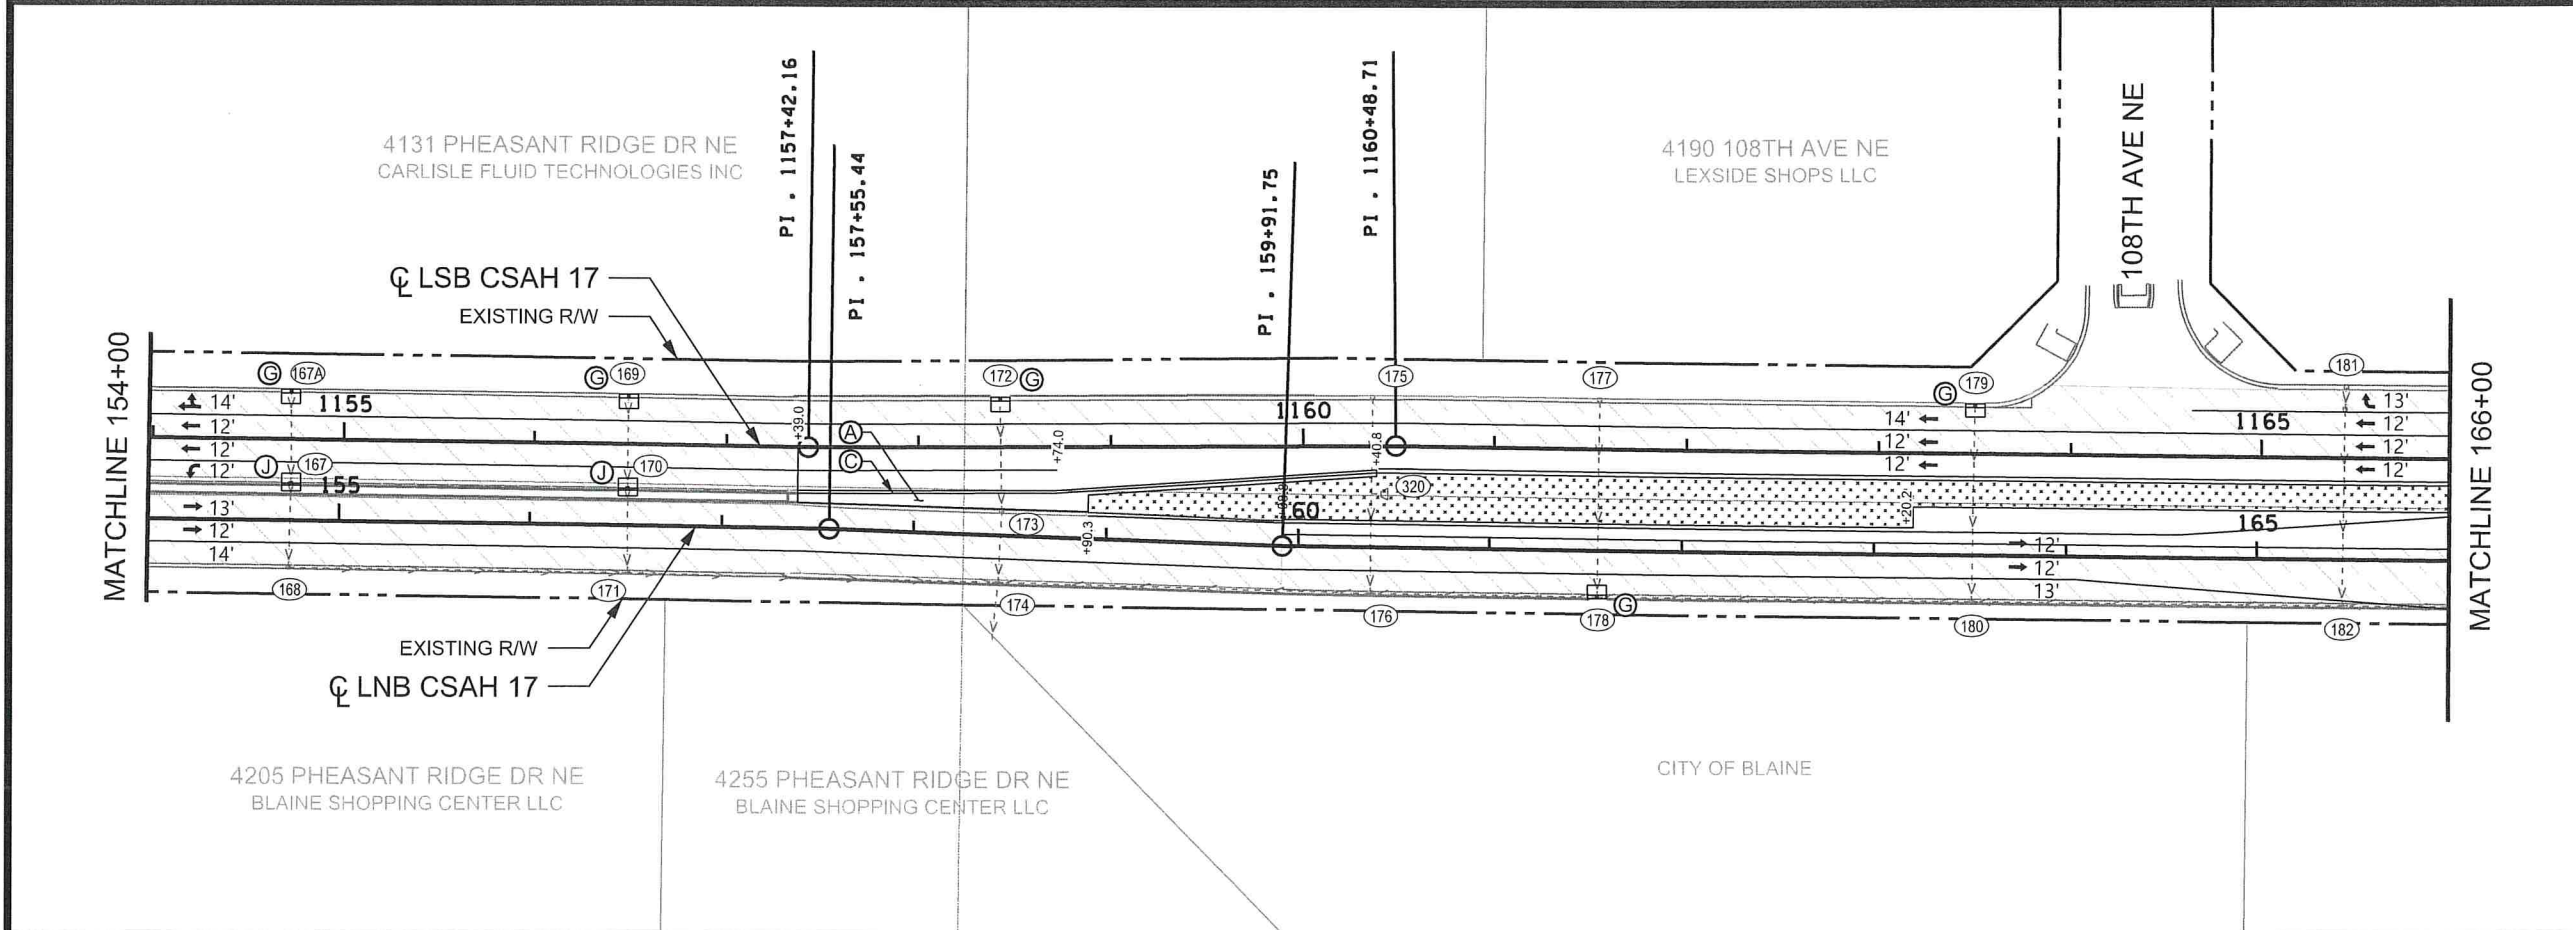 4131 PHEASANT RIDGE DR NE
CARLISLE FLUID TECHNOLOGIES INC
PI . 1157+42.16
PI . 157+55.44
PI . 159+91.75
PI . 1160+48.71
4190 108TH AVE NE
LEXSIDE SHOPS LLC
108TH AVE NE
℄ LSB CSAH 17
EXISTING R/W
MATCHLINE 154+00
MATCHLINE 166+00
G 167A
G 169
172 G
175
177
G 179
181
14' 1155
12'
12'
12'
J 167
J 170
155
13'
12'
14'
+39.0
A
C
+74.0
1160
+40.8
320
173
+90.3
60
14'
12'
12'
+20.2
1165
13'
12'
12'
12'
165
12'
12'
13'
168
171
174
176
178 G
180
182
EXISTING R/W
℄ LNB CSAH 17
4205 PHEASANT RIDGE DR NE
BLAINE SHOPPING CENTER LLC
4255 PHEASANT RIDGE DR NE
BLAINE SHOPPING CENTER LLC
CITY OF BLAINE